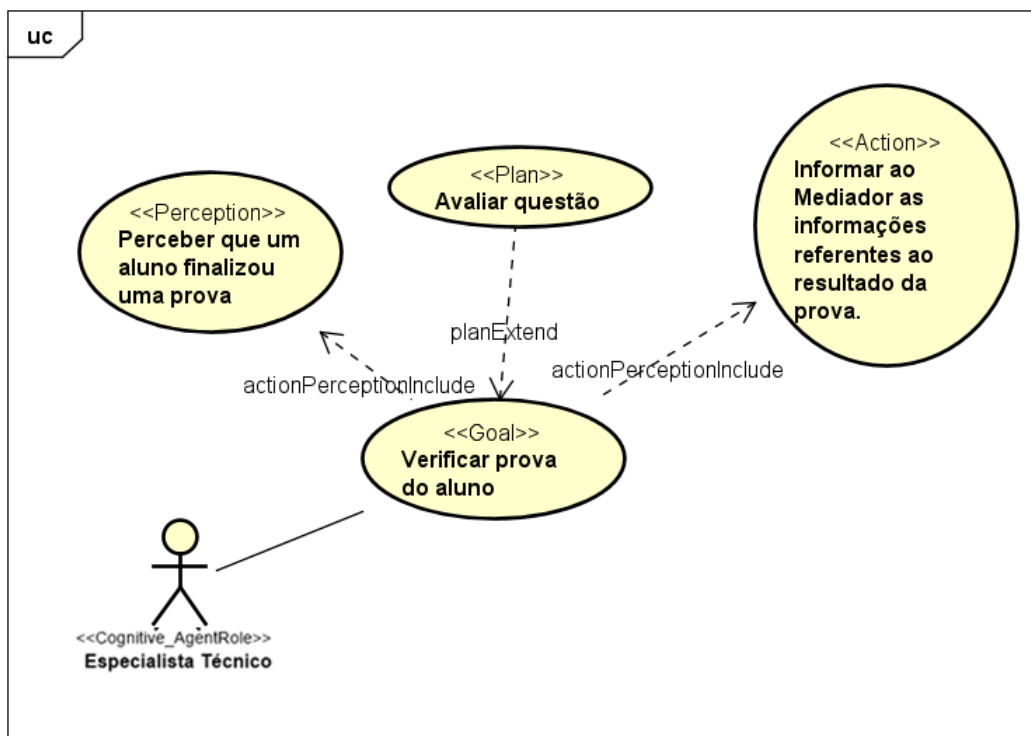 uc
<<Perception>>
Perceber que um
aluno finalizou
uma prova
<<Plan>>
Avaliar questão
<<Action>>
Informar ao
Mediador as
informações
referentes ao
resultado da
prova.
planExtend
actionPerceptionInclude
actionPerceptionInclude
<<Goal>>
Verificar prova
do aluno
<<Cognitive_AgentRole>>
Especialista Técnico